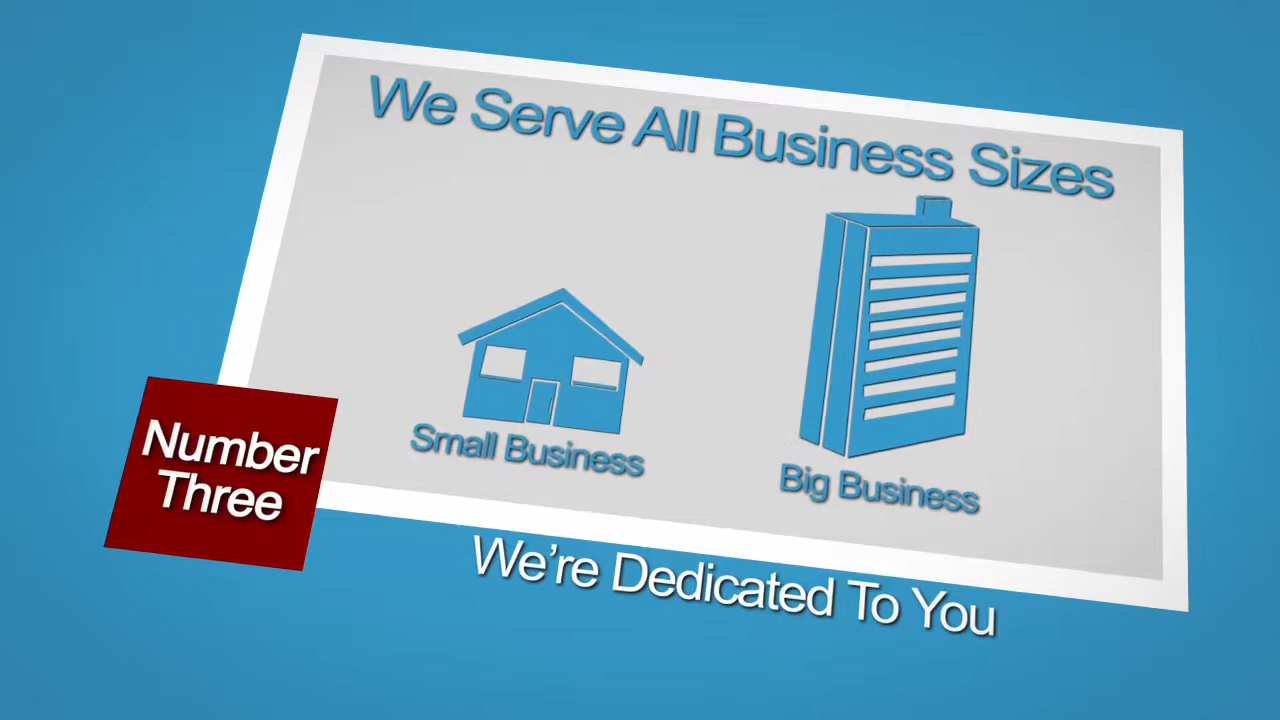 We Serve All Business Sizes
Small Business
Big Business
Number
Three
We're Dedicated To You